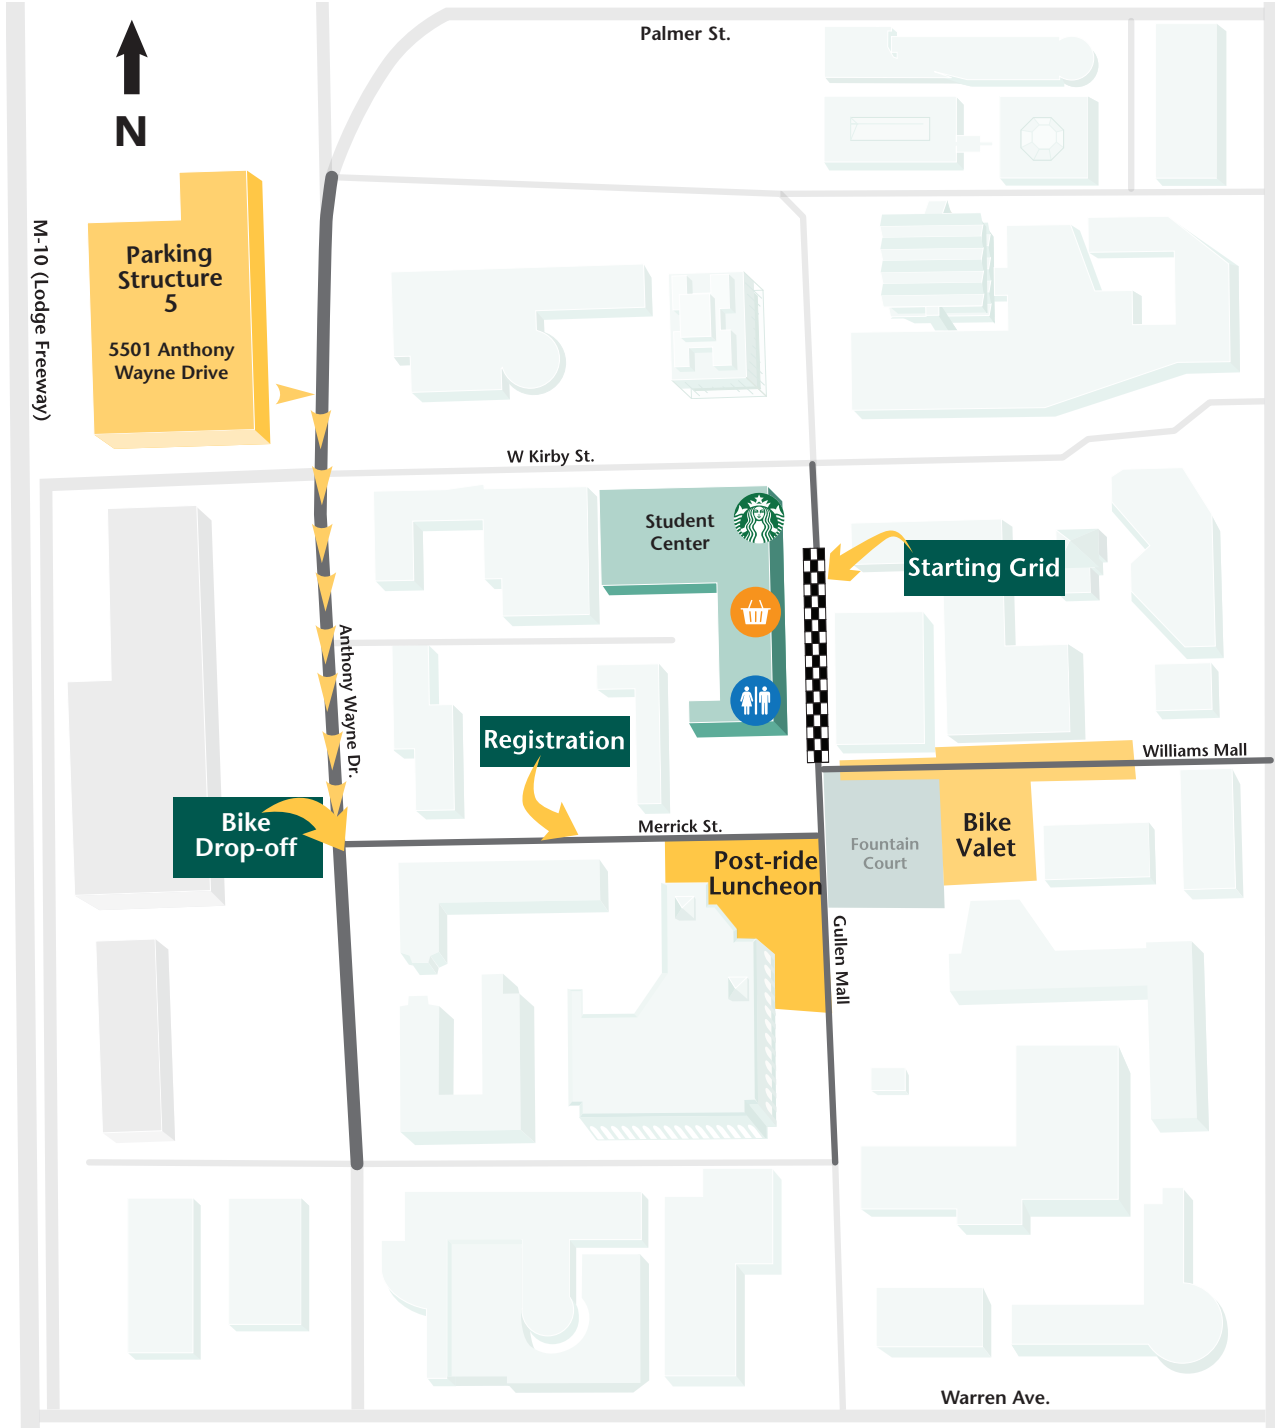 Palmer St.
N
M-10 (Lodge Freeway)
Parking
Structure
5
5501 Anthony
Wayne Drive
W Kirby St.
Student
Center
Starting Grid
Anthony Wayne Dr.
Registration
Williams Mall
Bike
Drop-off
Merrick St.
Post-ride
Luncheon
Fountain
Court
Bike
Valet
Gullen Mall
Warren Ave.